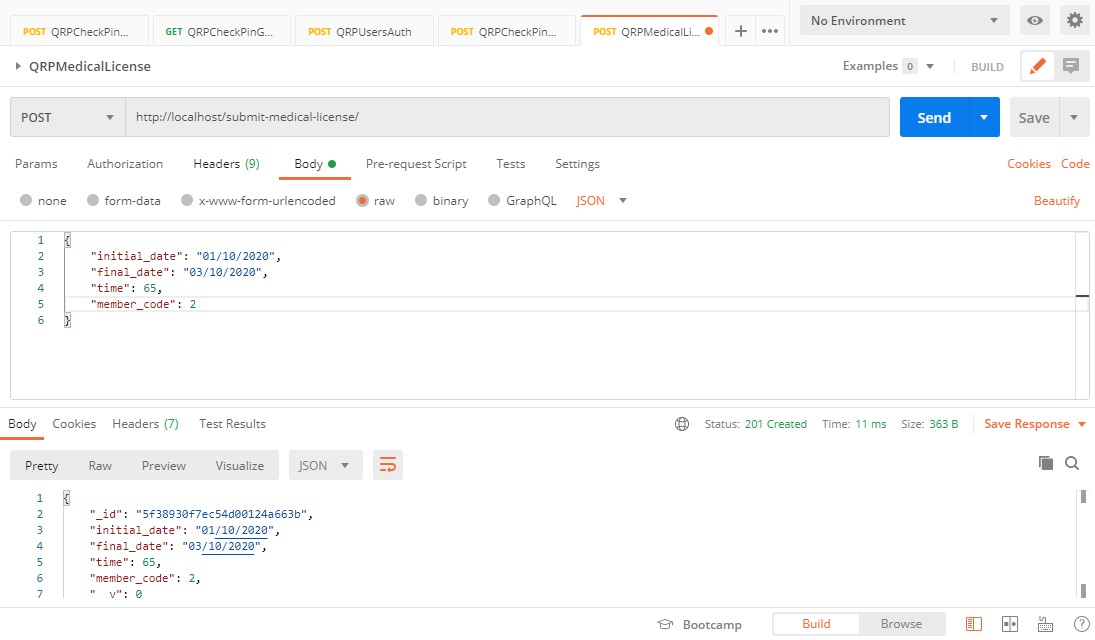 POST QRPCheckPin... GET QRPCheckPinG... POST QRPUsersAuth POST QRPCheckPin... POST QRPMedicalLi... + ••• No Environment
QRPMedicalLicense Examples 0 BUILD
POST http://localhost/submit-medical-license/ Send Save
Params Authorization Headers (9) Body Pre-request Script Tests Settings Cookies Code
none form-data x-www-form-urlencoded raw binary GraphQL JSON Beautify
1 {
2 "initial_date": "01/10/2020",
3 "final_date": "03/10/2020",
4 "time": 65,
5 "member_code": 2
6 }
Body Cookies Headers (7) Test Results Status: 201 Created Time: 11 ms Size: 363 B Save Response
Pretty Raw Preview Visualize JSON
1 {
2 "_id": "5f38930f7ec54d00124a663b",
3 "initial_date": "01/10/2020",
4 "final_date": "03/10/2020",
5 "time": 65,
6 "member_code": 2,
7 "__v": 0
Bootcamp Build Browse ?